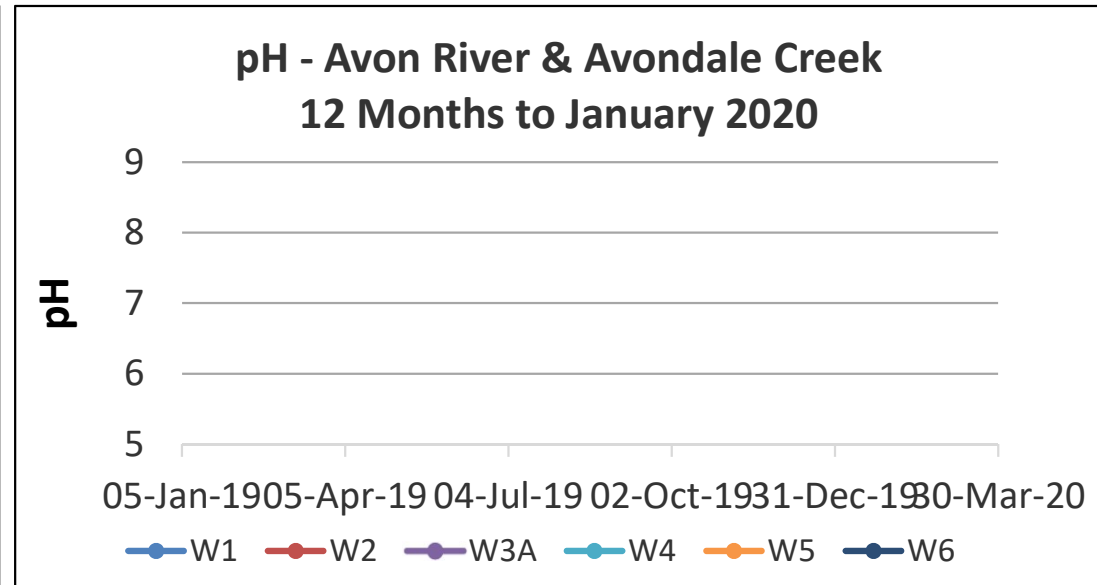 pH - Avon River & Avondale Creek
12 Months to January 2020
pH
9
8
7
6
5
05-Jan-19 05-Apr-19 04-Jul-19 02-Oct-19 31-Dec-19 30-Mar-20
W1 W2 W3A W4 W5 W6